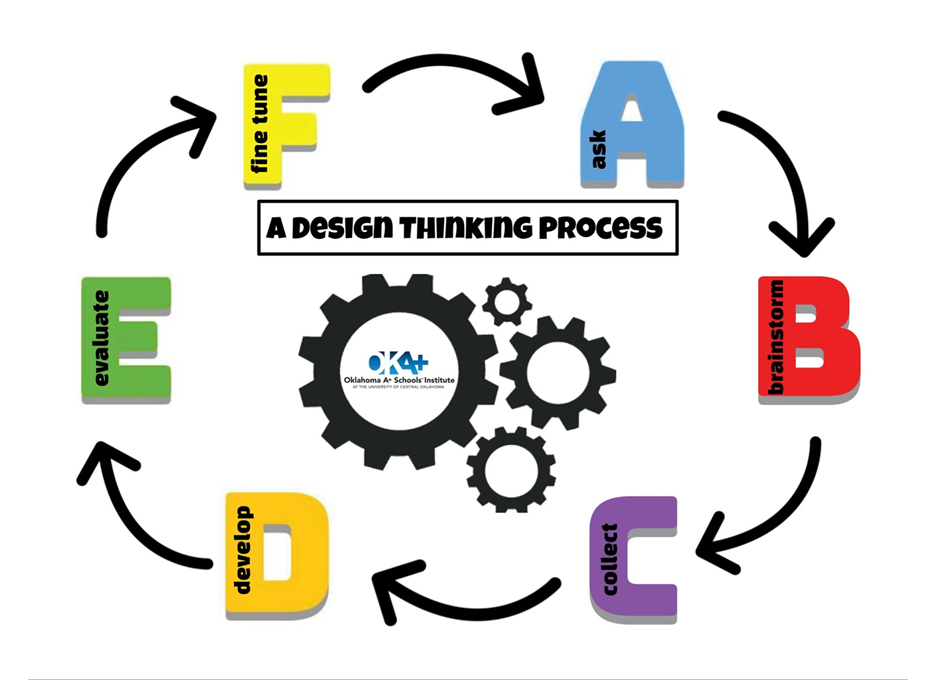 F
fine tune
A
ask
A Design Thinking Process
E
evaluate
OKA+
Oklahoma A+ Schools® Institute
AT THE UNIVERSITY OF CENTRAL OKLAHOMA
B
brainstorm
D
develop
C
collect